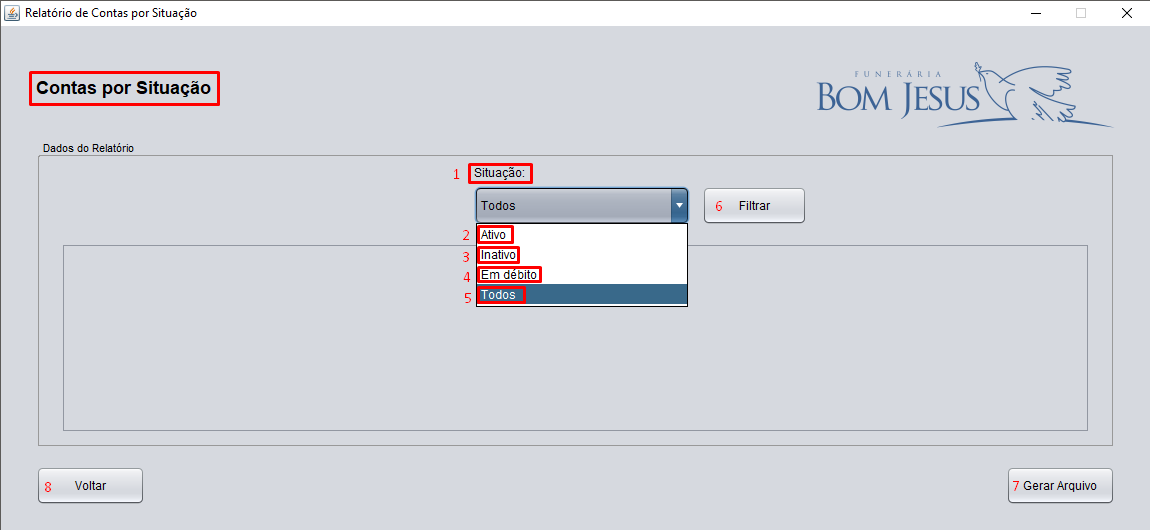 Relatório de Contas por Situação
Contas por Situação
FUNERÁRIA
BOM JESUS
Dados do Relatório
1 Situação:
Todos
6 Filtrar
2 Ativo
3 Inativo
4 Em débito
5 Todos
8 Voltar
7 Gerar Arquivo